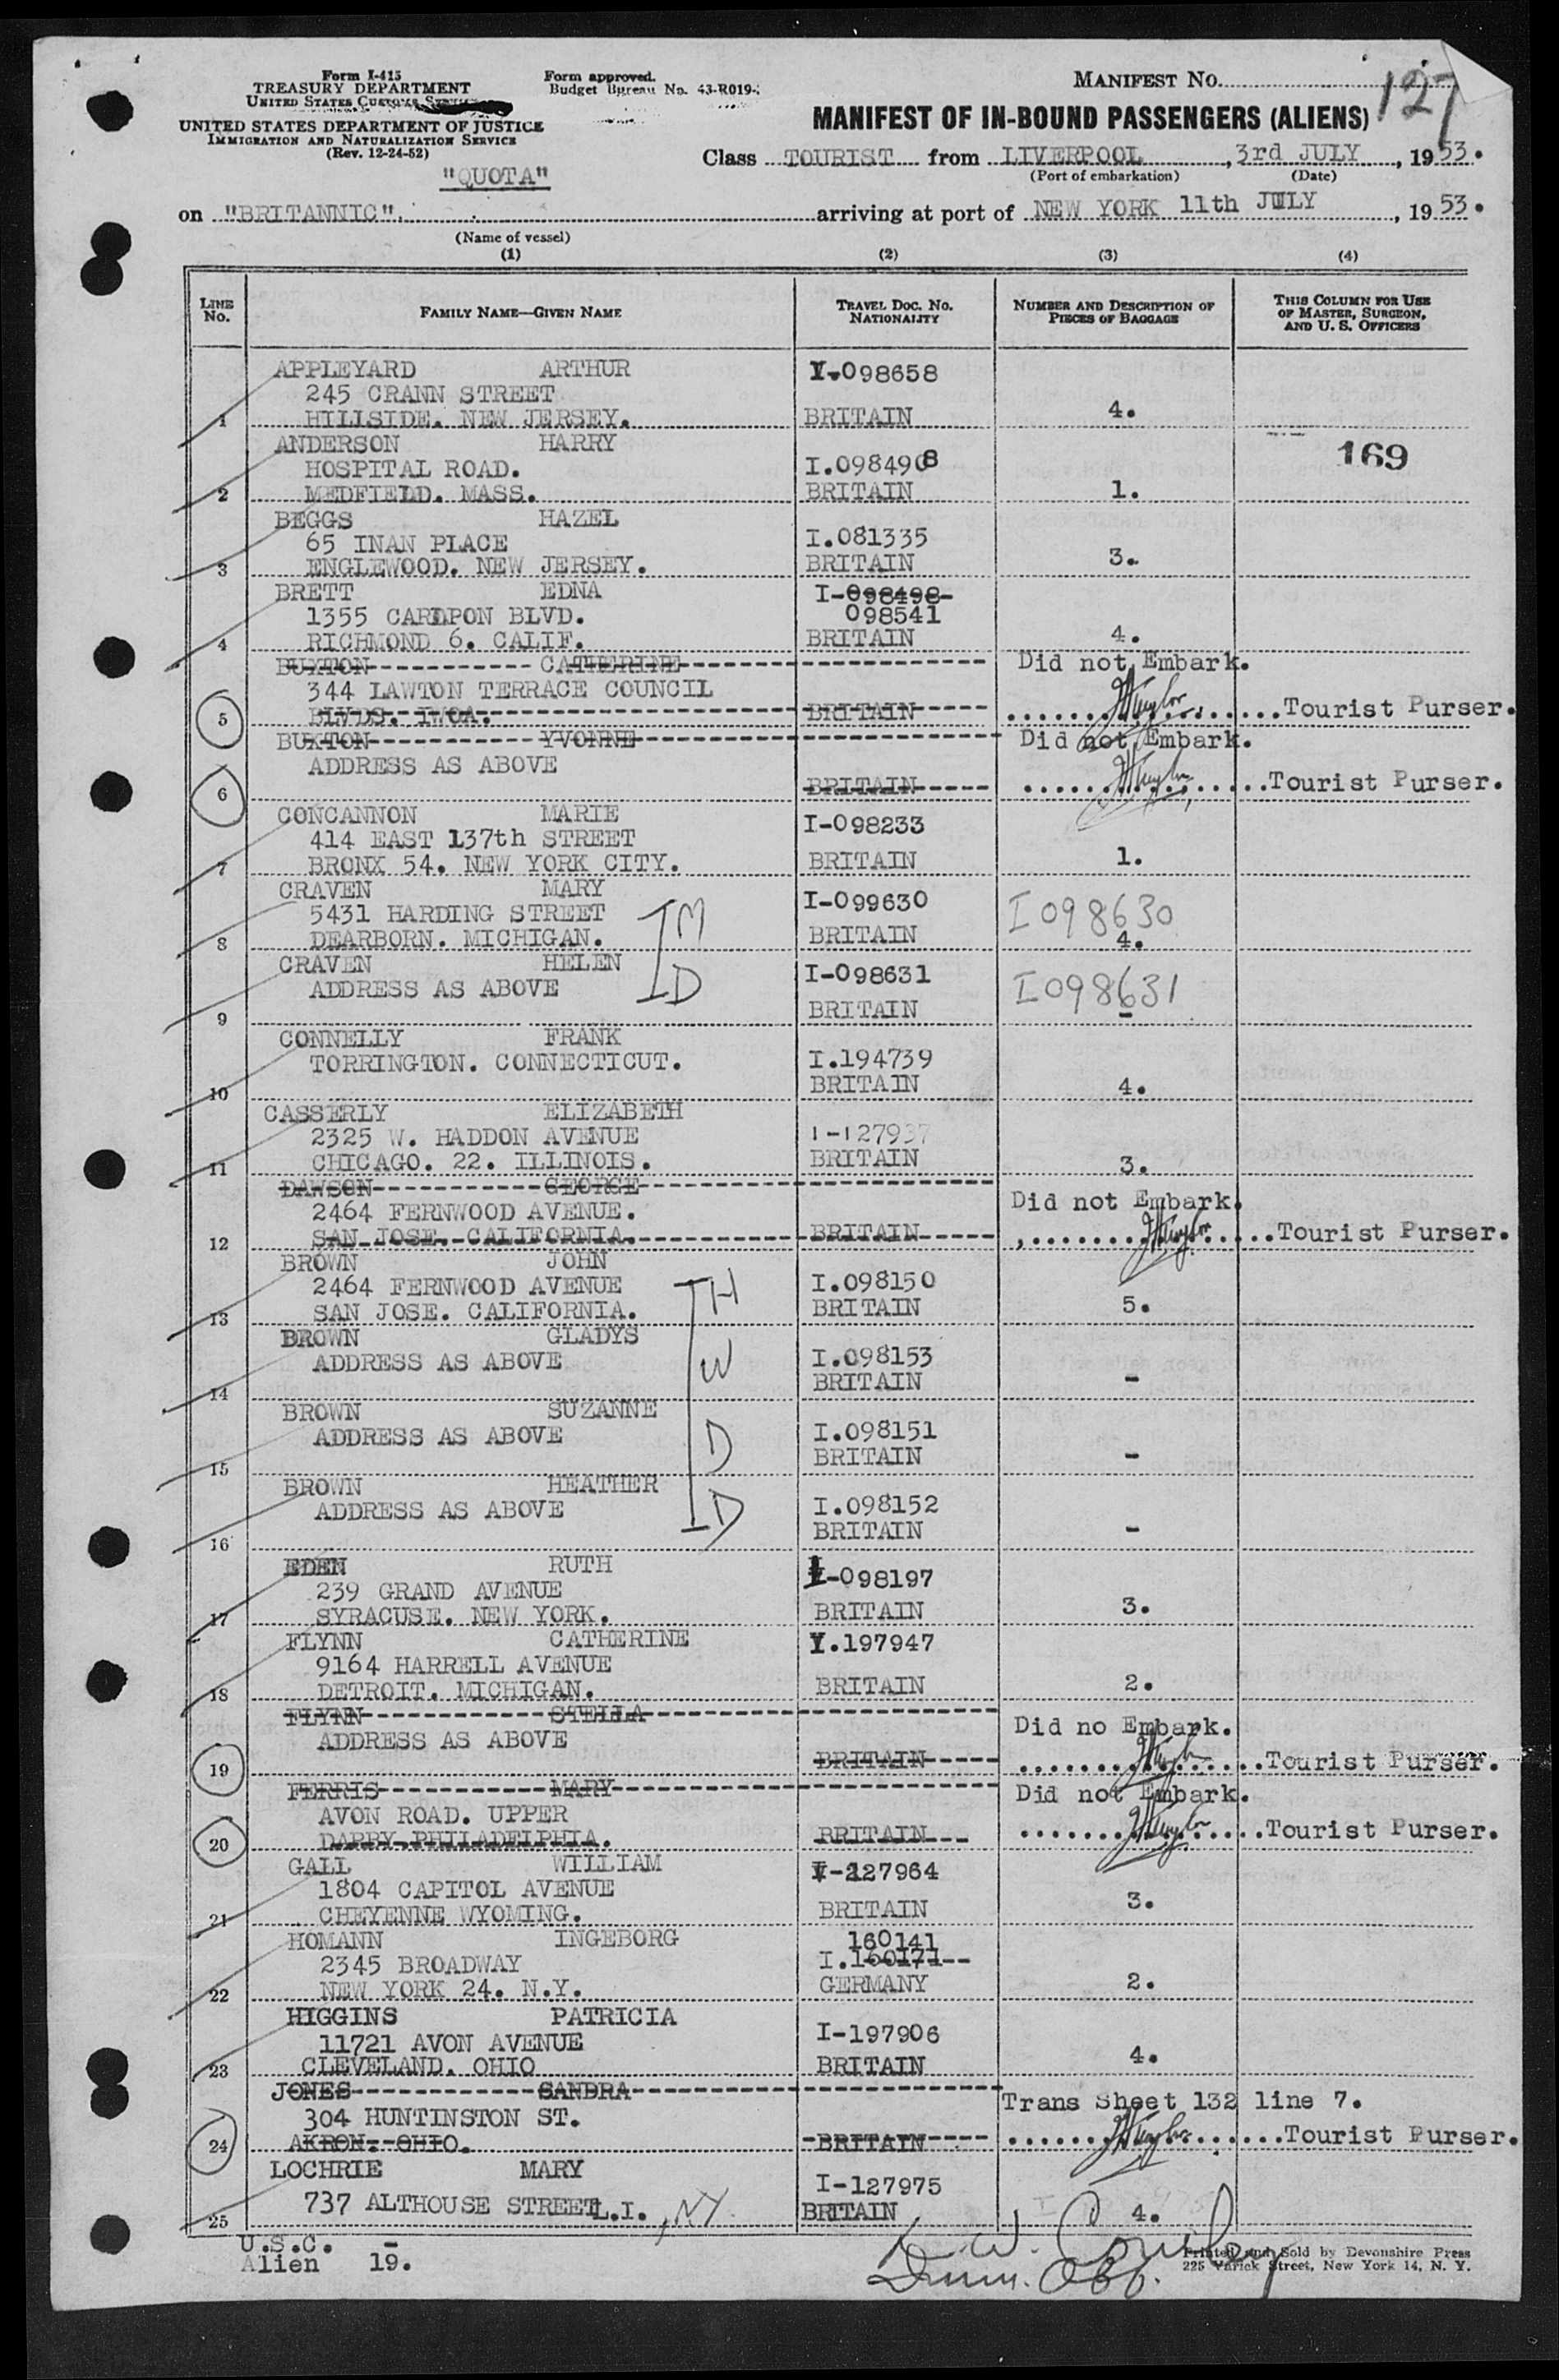 Form I-415
TREASURY DEPARTMENT
UNITED STATES CUSTOMS
UNITED STATES DEPARTMENT OF JUSTICE
IMMIGRATION AND NATURALIZATION SERVICE
(Rev. 12-24-52)
"QUOTA"
Form approved.
Budget Bureau No. 43-R019-
MANIFEST NO.
127
MANIFEST OF IN-BOUND PASSENGERS (ALIENS)
Class TOURIST from LIVERPOOL, 3rd JULY, 1953.
(Port of embarkation) (Date)
on "BRITANNIC". arriving at port of NEW YORK 11th JULY, 1953.
(Name of vessel)
(1) (2) (3) (4)
LINE NO. FAMILY NAME—GIVEN NAME TRAVEL DOC. NO. NATIONALITY NUMBER AND DESCRIPTION OF PIECES OF BAGGAGE THIS COLUMN FOR USE OF MASTER, SURGEON, AND U. S. OFFICERS
APPLEYARD ARTHUR I.098658
245 CRANN STREET
1 HILLSIDE. NEW JERSEY. BRITAIN 4.
ANDERSON HARRY 169
HOSPITAL ROAD. I.0984908
2 MEDFIELD. MASS. BRITAIN 1.
BEGGS HAZEL
65 INAN PLACE I.081335
3 ENGLEWOOD. NEW JERSEY. BRITAIN 3.
BRETT EDNA I-098498-
1355 CARLPON BLVD. 098541
4 RICHMOND 6. CALIF. BRITAIN 4.
BUXTON CATHERINE Did not Embark.
344 LAWTON TERRACE COUNCIL
5 BLVDS. IWOA. BRITAIN Tourist Purser.
BUXTON YVONNE Did not Embark.
ADDRESS AS ABOVE
6 BRITAIN Tourist Purser.
CONCANNON MARIE I-098233
414 EAST 137th STREET
7 BRONX 54. NEW YORK CITY. BRITAIN 1.
CRAVEN MARY I-099630
5431 HARDING STREET M I098630
8 DEARBORN. MICHIGAN. BRITAIN 4.
CRAVEN HELEN I-098631
ADDRESS AS ABOVE D I098631
9 BRITAIN -
CONNELLY FRANK
TORRINGTON. CONNECTICUT. I.194739
10 BRITAIN 4.
CASSERLY ELIZABETH
2325 W. HADDON AVENUE I-127937
11 CHICAGO. 22. ILLINOIS. BRITAIN 3.
DAWSON GEORGE Did not Embark.
2464 FERNWOOD AVENUE.
12 SAN JOSE. CALIFORNIA. BRITAIN Tourist Purser.
BROWN JOHN
2464 FERNWOOD AVENUE H I.098150
13 SAN JOSE. CALIFORNIA. BRITAIN 5.
BROWN GLADYS
ADDRESS AS ABOVE W I.098153
14 BRITAIN -
BROWN SUZANNE
ADDRESS AS ABOVE D I.098151
15 BRITAIN -
BROWN HEATHER
ADDRESS AS ABOVE D I.098152
16 BRITAIN -
EDEN RUTH I-098197
239 GRAND AVENUE
17 SYRACUSE. NEW YORK. BRITAIN 3.
FLYNN CATHERINE I.197947
9164 HARRELL AVENUE
18 DETROIT. MICHIGAN. BRITAIN 2.
FLYNN STELLA Did no Embark.
ADDRESS AS ABOVE
19 BRITAIN Tourist Purser.
FERRIS MARY Did not Embark.
AVON ROAD. UPPER
20 DARBY.PHILADELPHIA. BRITAIN Tourist Purser.
GALL WILLIAM I-127964
1804 CAPITOL AVENUE
21 CHEYENNE WYOMING. BRITAIN 3.
HOMANN INGEBORG 160141
2345 BROADWAY I.160171--
22 NEW YORK 24. N.Y. GERMANY 2.
HIGGINS PATRICIA
11721 AVON AVENUE I-197906
23 CLEVELAND. OHIO BRITAIN 4.
JONES SANDRA Trans Sheet 132 line 7.
304 HUNTINSTON ST.
24 AKRON. OHIO. BRITAIN Tourist Purser.
LOCHRIE MARY I-127975
25 737 ALTHOUSE STREET L.I. , NY. BRITAIN 4.
U.S.C. -
Alien 19.
Printed and Sold by Devonshire Press
225 Varick Street, New York 14, N. Y.